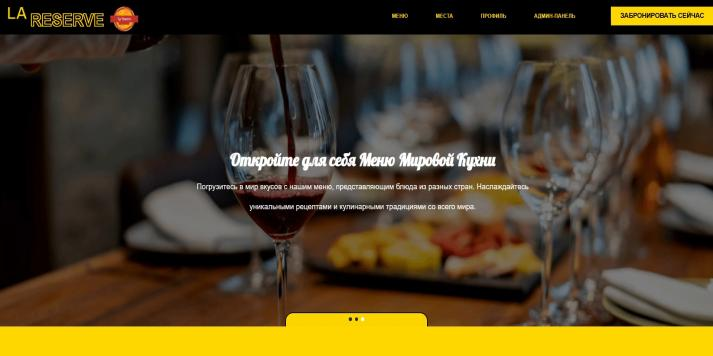 LA RESERVE
МЕНЮ МЕСТА ПРОФИЛЬ АДМИН-ПАНЕЛЬ ЗАБРОНИРОВАТЬ СЕЙЧАС
Откройте для себя Меню Мировой Кухни
Погрузитесь в мир вкусов с нашим меню, представляющим блюда из разных стран. Наслаждайтесь
уникальными рецептами и кулинарными традициями со всего мира.